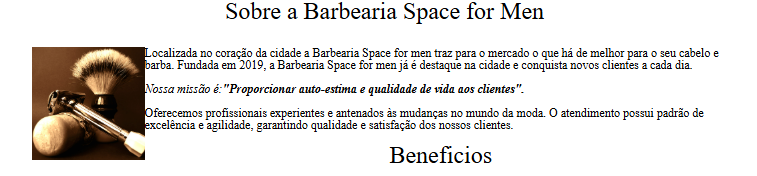 Sobre a Barbearia Space for Men
Localizada no coração da cidade a Barbearia Space for men traz para o mercado o que há de melhor para o seu cabelo e
barba. Fundada em 2019, a Barbearia Space for men já é destaque na cidade e conquista novos clientes a cada dia.
Nossa missão é:"Proporcionar auto-estima e qualidade de vida aos clientes".
Oferecemos profissionais experientes e antenados às mudanças no mundo da moda. O atendimento possui padrão de
excelência e agilidade, garantindo qualidade e satisfação dos nossos clientes.
Beneficios